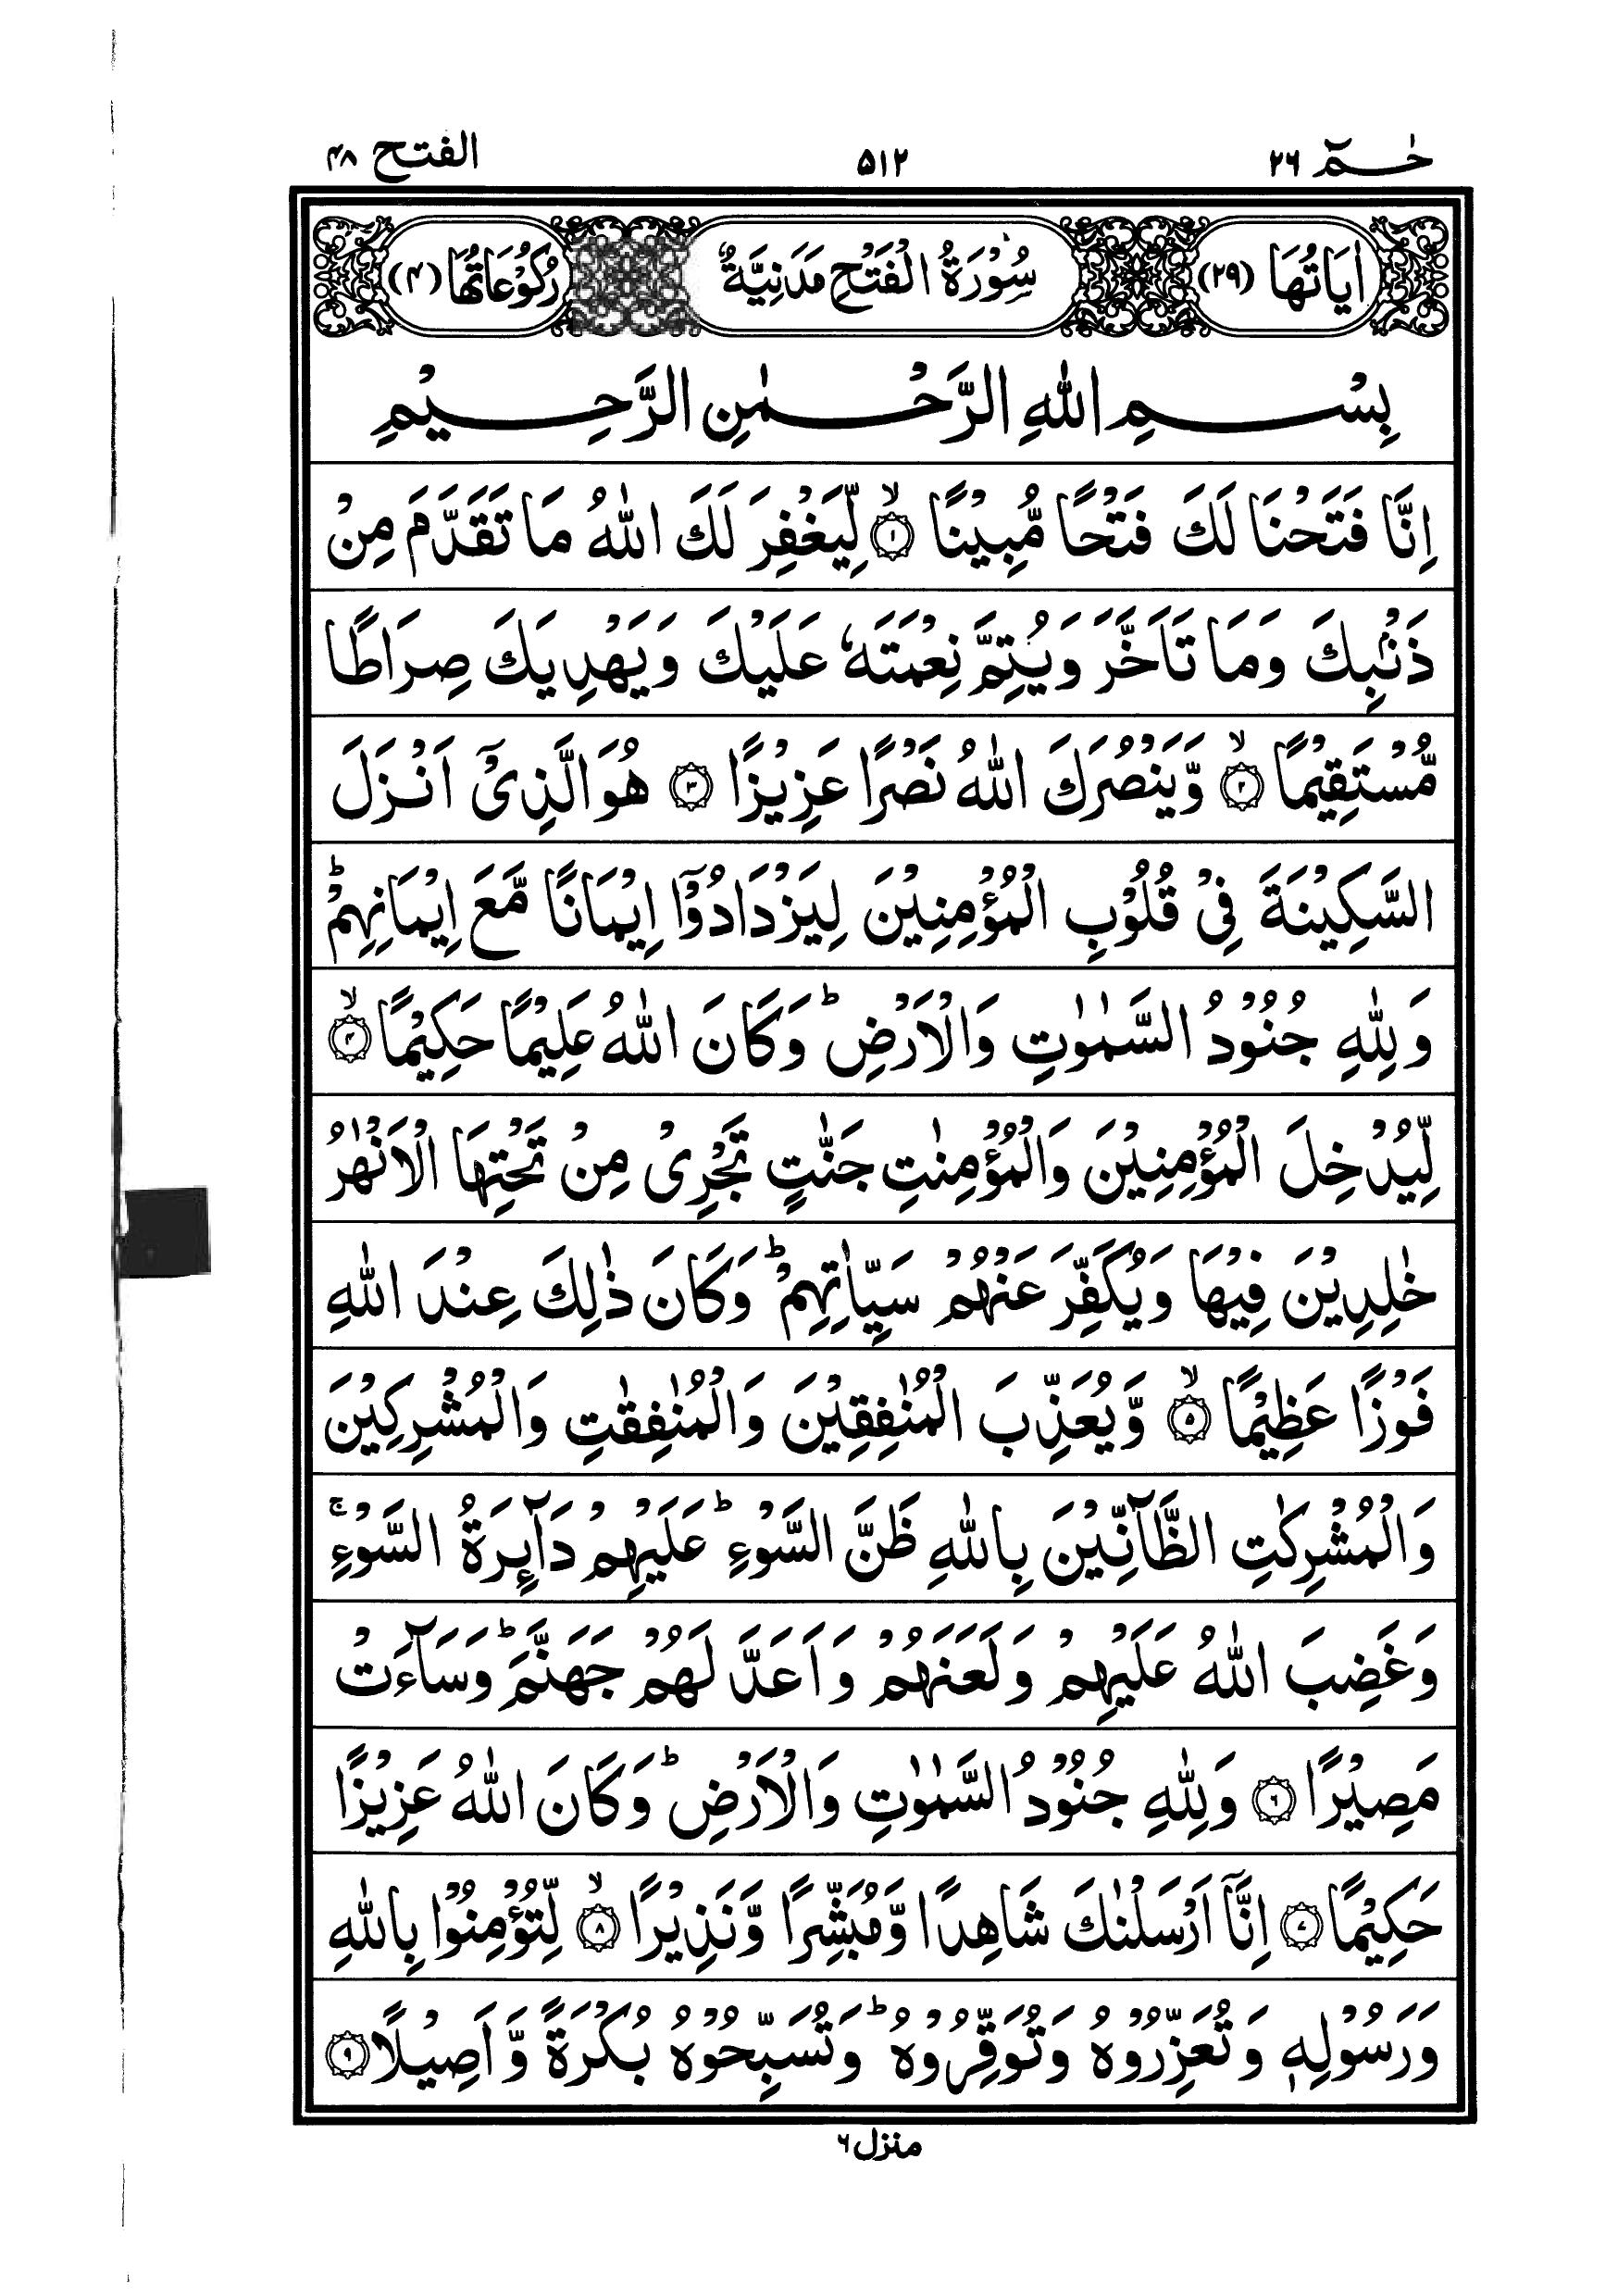 حٰـمٓ ٢٦ ٥١٢ الفتح ٤٨
اٰيَاتُهَا (٢٩) سُوْرَةُ الْفَتْحِ مَدَنِيَّةٌ رُكُوْعَاتُهَا (٤)
بِسْمِ اللّٰهِ الرَّحْمٰنِ الرَّحِيْمِ
اِنَّا فَتَحْنَا لَكَ فَتْحًا مُّبِيْنًا ۙ‏﴿١﴾ لِّيَغْفِرَ لَكَ اللّٰهُ مَا تَقَدَّمَ مِنْ
ذَنْۢبِكَ وَمَا تَاَخَّرَ وَيُتِمَّ نِعْمَتَهٗ عَلَيْكَ وَيَهْدِيَكَ صِرَاطًا
مُّسْتَقِيْمًا ۙ‏﴿٢﴾ وَّيَنْصُرَكَ اللّٰهُ نَصْرًا عَزِيْزًا ﴿٣﴾ هُوَ الَّذِيْۤ اَنْزَلَ
السَّكِيْنَةَ فِيْ قُلُوْبِ الْمُؤْمِنِيْنَ لِيَزْدَادُوْۤا اِيْمَانًا مَّعَ اِيْمَانِهِمْ ؕ
وَلِلّٰهِ جُنُوْدُ السَّمٰوٰتِ وَالْاَرْضِ ؕ وَكَانَ اللّٰهُ عَلِيْمًا حَكِيْمًا ۙ‏﴿٤﴾
لِّيُدْخِلَ الْمُؤْمِنِيْنَ وَالْمُؤْمِنٰتِ جَنّٰتٍ تَجْرِيْ مِنْ تَحْتِهَا الْاَنْهٰرُ
خٰلِدِيْنَ فِيْهَا وَيُكَفِّرَ عَنْهُمْ سَيِّاٰتِهِمْ ؕ وَكَانَ ذٰلِكَ عِنْدَ اللّٰهِ
فَوْزًا عَظِيْمًا ۙ‏﴿٥﴾ وَّيُعَذِّبَ الْمُنٰفِقِيْنَ وَالْمُنٰفِقٰتِ وَالْمُشْرِكِيْنَ
وَالْمُشْرِكٰتِ الظَّآنِّيْنَ بِاللّٰهِ ظَنَّ السَّوْءِ ؕ عَلَيْهِمْ دَآئِرَةُ السَّوْءِ ۚ
وَغَضِبَ اللّٰهُ عَلَيْهِمْ وَلَعَنَهُمْ وَاَعَدَّ لَهُمْ جَهَنَّمَ ؕ وَسَآءَتْ
مَصِيْرًا ﴿٦﴾ وَلِلّٰهِ جُنُوْدُ السَّمٰوٰتِ وَالْاَرْضِ ؕ وَكَانَ اللّٰهُ عَزِيْزًا
حَكِيْمًا ﴿٧﴾ اِنَّاۤ اَرْسَلْنٰكَ شَاهِدًا وَّمُبَشِّرًا وَّنَذِيْرًا ۙ‏﴿٨﴾ لِّتُؤْمِنُوْا بِاللّٰهِ
وَرَسُوْلِهٖ وَتُعَزِّرُوْهُ وَتُوَقِّرُوْهُ ؕ وَتُسَبِّحُوْهُ بُكْرَةً وَّاَصِيْلًا ﴿٩﴾
منزل ٦